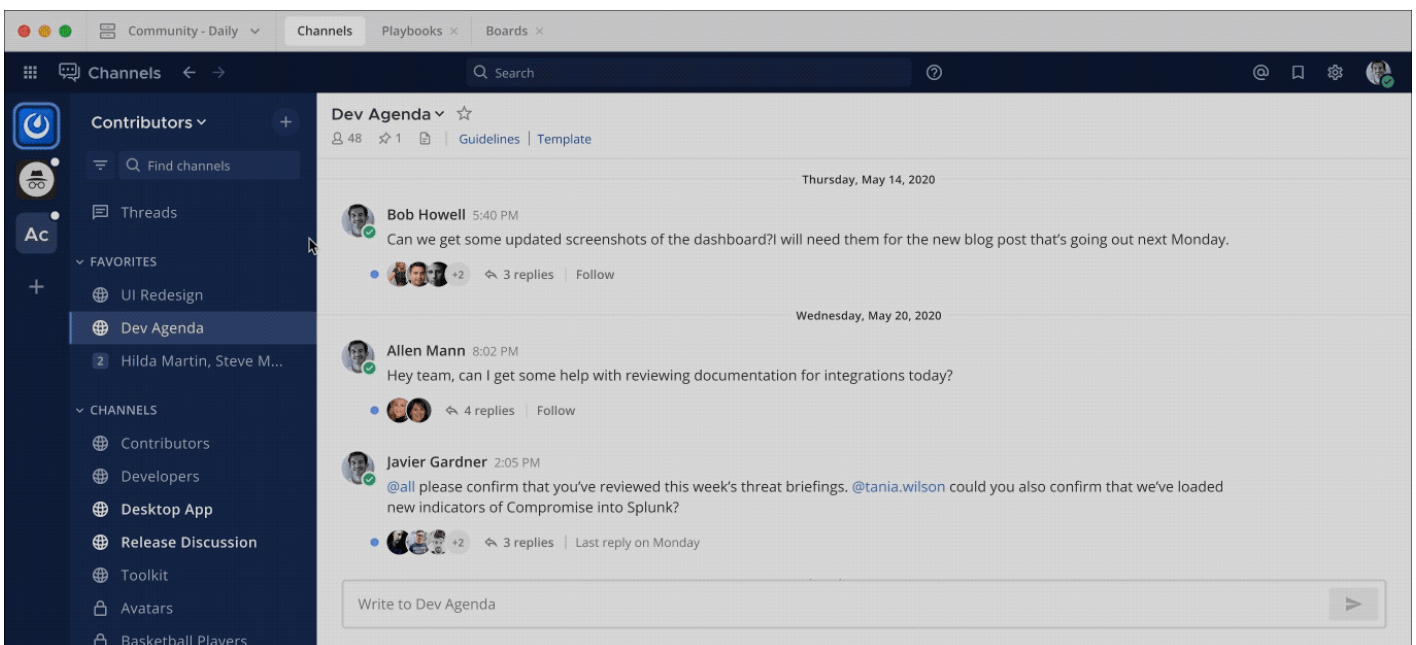 Community - Daily
Channels
Playbooks
Boards
Channels
Search
Contributors
Find channels
Threads
FAVORITES
UI Redesign
Dev Agenda
2 Hilda Martin, Steve M...
CHANNELS
Contributors
Developers
Desktop App
Release Discussion
Toolkit
Avatars
Basketball Players
Ac
Dev Agenda
48 1 Guidelines | Template
Thursday, May 14, 2020
Bob Howell 5:40 PM
Can we get some updated screenshots of the dashboard?I will need them for the new blog post that's going out next Monday.
+2 3 replies Follow
Wednesday, May 20, 2020
Allen Mann 8:02 PM
Hey team, can I get some help with reviewing documentation for integrations today?
4 replies Follow
Javier Gardner 2:05 PM
@all please confirm that you've reviewed this week's threat briefings. @tania.wilson could you also confirm that we've loaded
new indicators of Compromise into Splunk?
+2 3 replies Last reply on Monday
Write to Dev Agenda